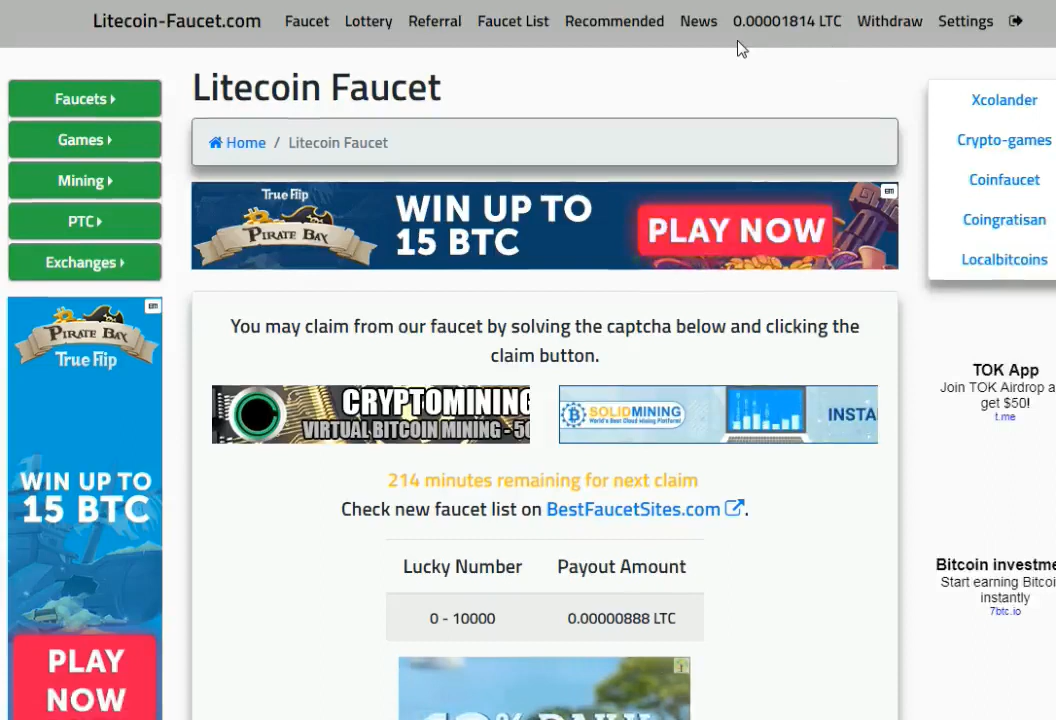 Litecoin-Faucet.com Faucet Lottery Referral Faucet List Recommended News 0.00001814 LTC Withdraw Settings
Faucets
Games
Mining
PTC
Exchanges
PIRATE BAY
True Flip
WIN UP TO
15 BTC
PLAY
NOW
Litecoin Faucet
Home / Litecoin Faucet
True Flip
PIRATE BAY
WIN UP TO
15 BTC
PLAY NOW
You may claim from our faucet by solving the captcha below and clicking the
claim button.
CRYPTOMINING
VIRTUAL BITCOIN MINING - 50
SOLIDMINING
World's Best Cloud Mining Platform!
INSTA
214 minutes remaining for next claim
Check new faucet list on BestFaucetSites.com.
Lucky Number Payout Amount
0 - 10000 0.00000888 LTC
Xcolander
Crypto-games
Coinfaucet
Coingratisan
Localbitcoins
TOK App
Join TOK Airdrop a
get $50!
t.me
Bitcoin investme
Start earning Bitcoi
instantly
7btc.io